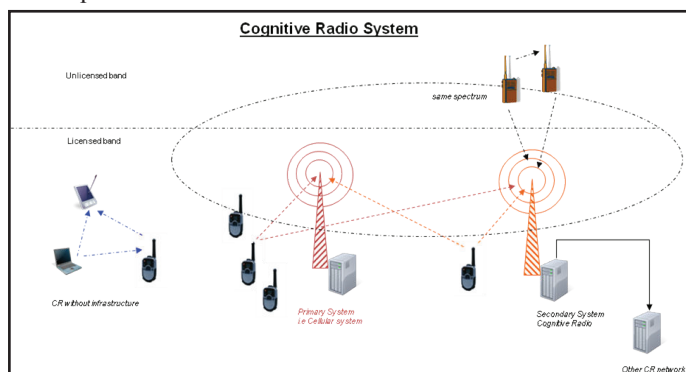 Cognitive Radio System
Unlicensed band
same spectrum
Licensed band
CR without infrastructure
Primary System
i.e Cellular system
Secondary System
Cognitive Radio
Other CR network